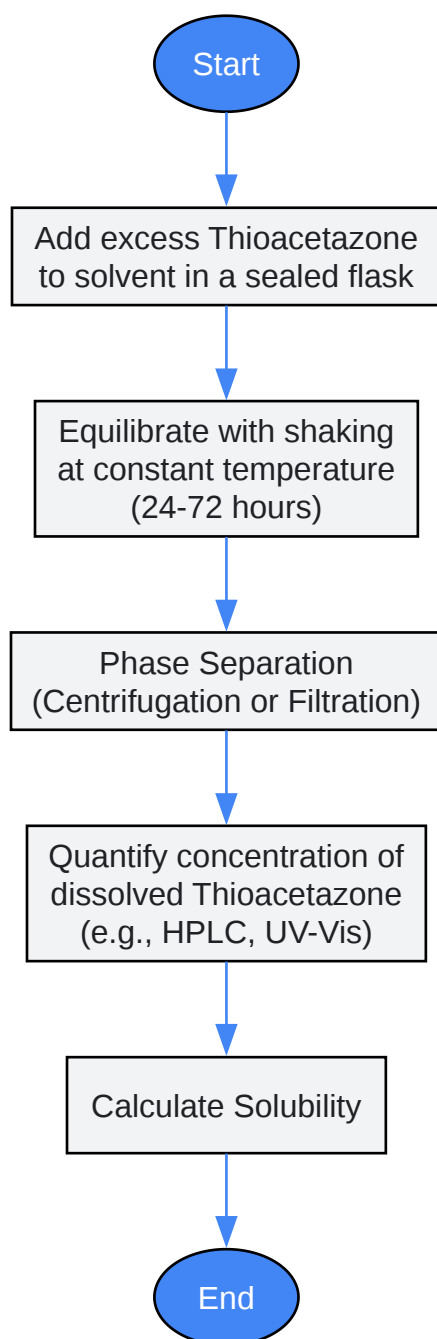 Start
Add excess Thioacetazone
to solvent in a sealed flask
Equilibrate with shaking
at constant temperature
(24-72 hours)
Phase Separation
(Centrifugation or Filtration)
Quantify concentration of
dissolved Thioacetazone
(e.g., HPLC, UV-Vis)
Calculate Solubility
End